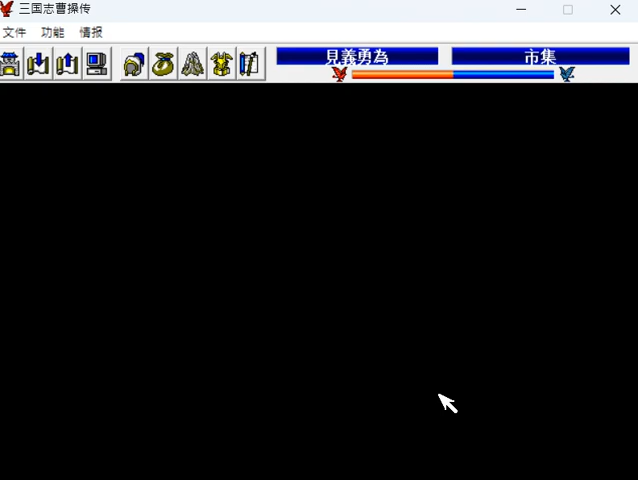 三国志曹操传
文件 功能 情报
見義勇為 市集